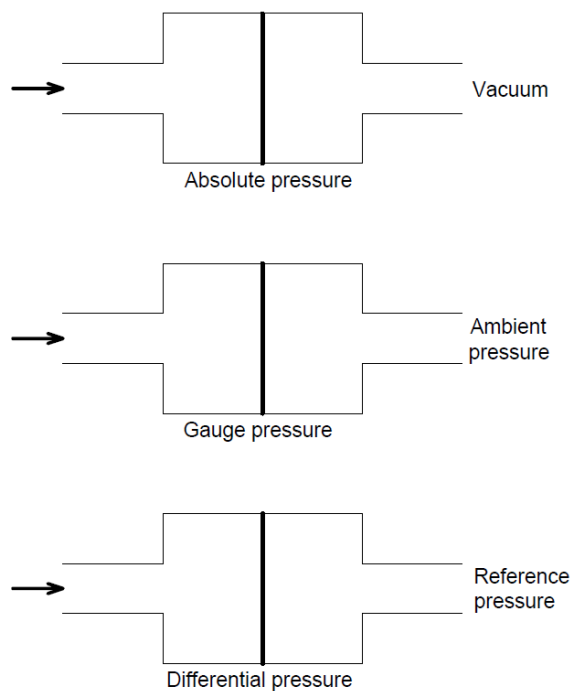 Vacuum
Absolute pressure
Ambient
pressure
Gauge pressure
Reference
pressure
Differential pressure